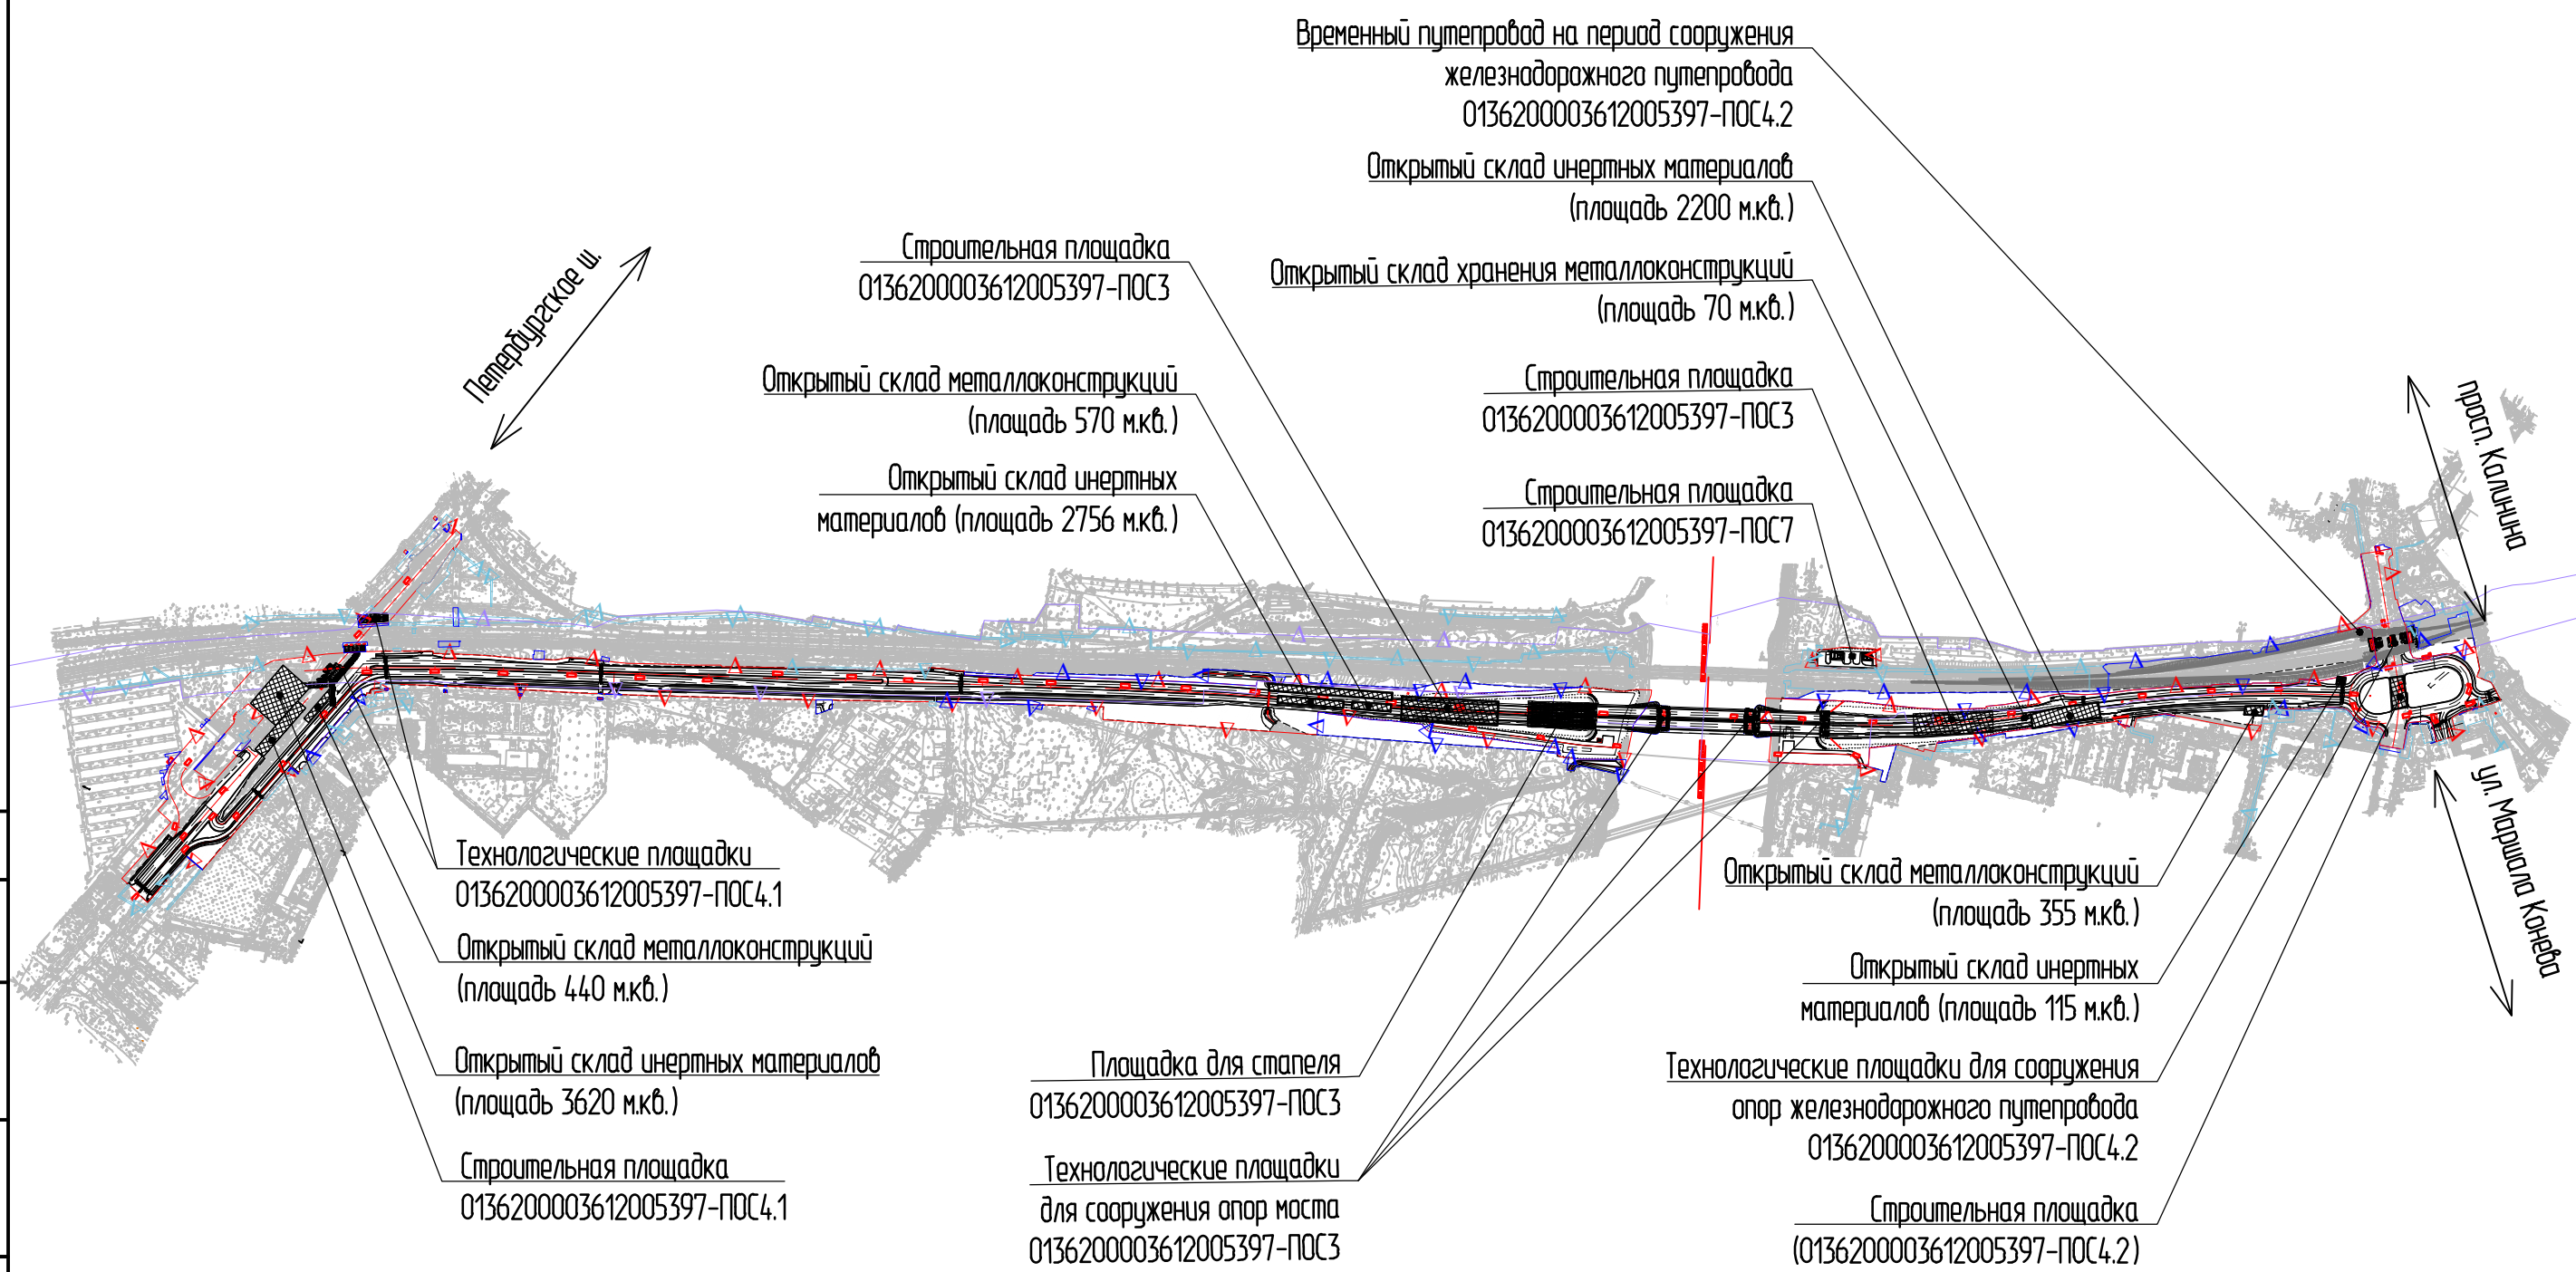 Временный путепровод на период сооружения
железнодорожного путепровода
0136200003612005397-ПОС4.2
Открытый склад инертных материалов
(площадь 2200 м.кв.)
Открытый склад хранения металлоконструкций
(площадь 70 м.кв.)
Строительная площадка
0136200003612005397-ПОС3
Строительная площадка
0136200003612005397-ПОС7
Строительная площадка
0136200003612005397-ПОС3
Открытый склад металлоконструкций
(площадь 570 м.кв.)
Открытый склад инертных
материалов (площадь 2756 м.кв.)
Петербургское ш.
просп. Калинина
ул. Маршала Конева
Технологические площадки
0136200003612005397-ПОС4.1
Открытый склад металлоконструкций
(площадь 440 м.кв.)
Открытый склад инертных материалов
(площадь 3620 м.кв.)
Строительная площадка
0136200003612005397-ПОС4.1
Площадка для стапеля
0136200003612005397-ПОС3
Технологические площадки
для сооружения опор моста
0136200003612005397-ПОС3
Открытый склад металлоконструкций
(площадь 355 м.кв.)
Открытый склад инертных
материалов (площадь 115 м.кв.)
Технологические площадки для сооружения
опор железнодорожного путепровода
0136200003612005397-ПОС4.2
Строительная площадка
(0136200003612005397-ПОС4.2)